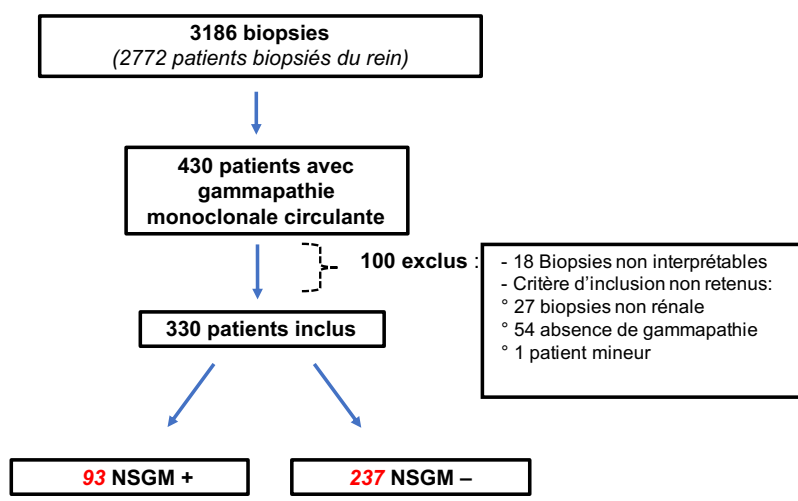 3186 biopsies
(2772 patients biopsiés du rein)
430 patients avec
gammapathie
monoclonale circulante
100 exclus :
- 18 Biopsies non interprétables
- Critère d’inclusion non retenus:
° 27 biopsies non rénale
° 54 absence de gammapathie
° 1 patient mineur
330 patients inclus
93 NSGM +
237 NSGM –